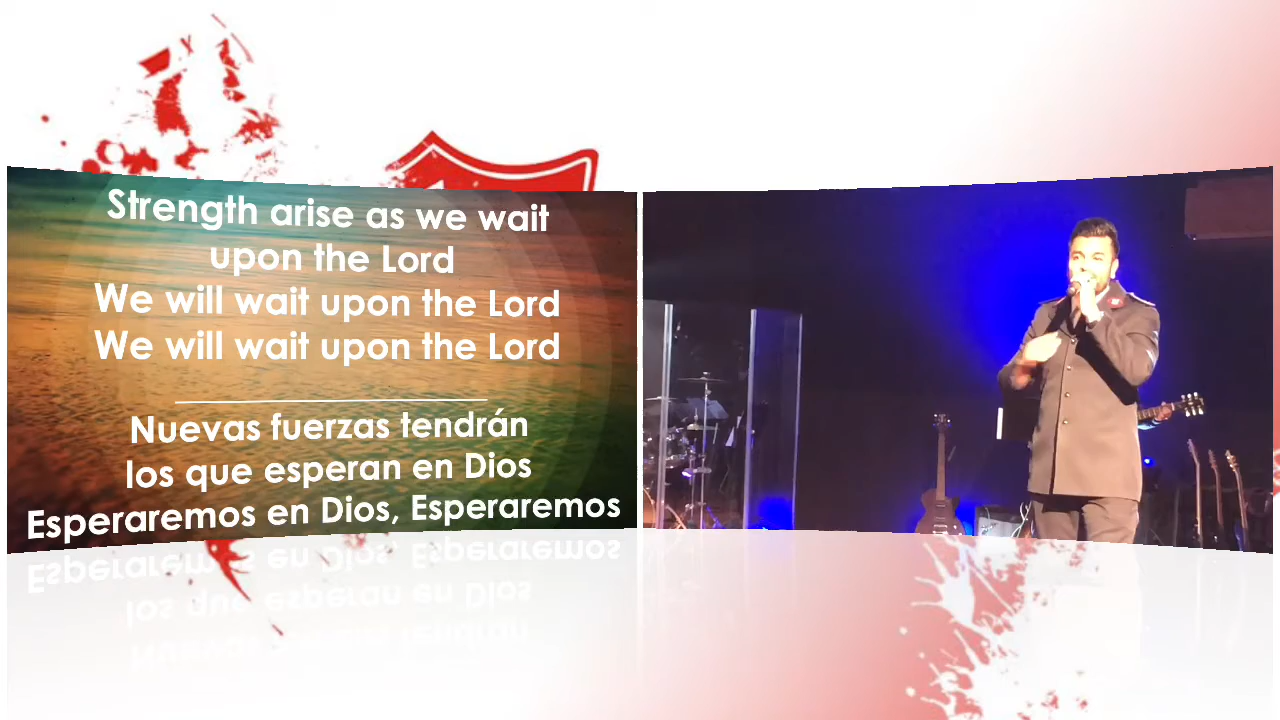 Strength arise as we wait
upon the Lord
We will wait upon the Lord
We will wait upon the Lord
Nuevas fuerzas tendrán
los que esperan en Dios
Esperaremos en Dios, Esperaremos